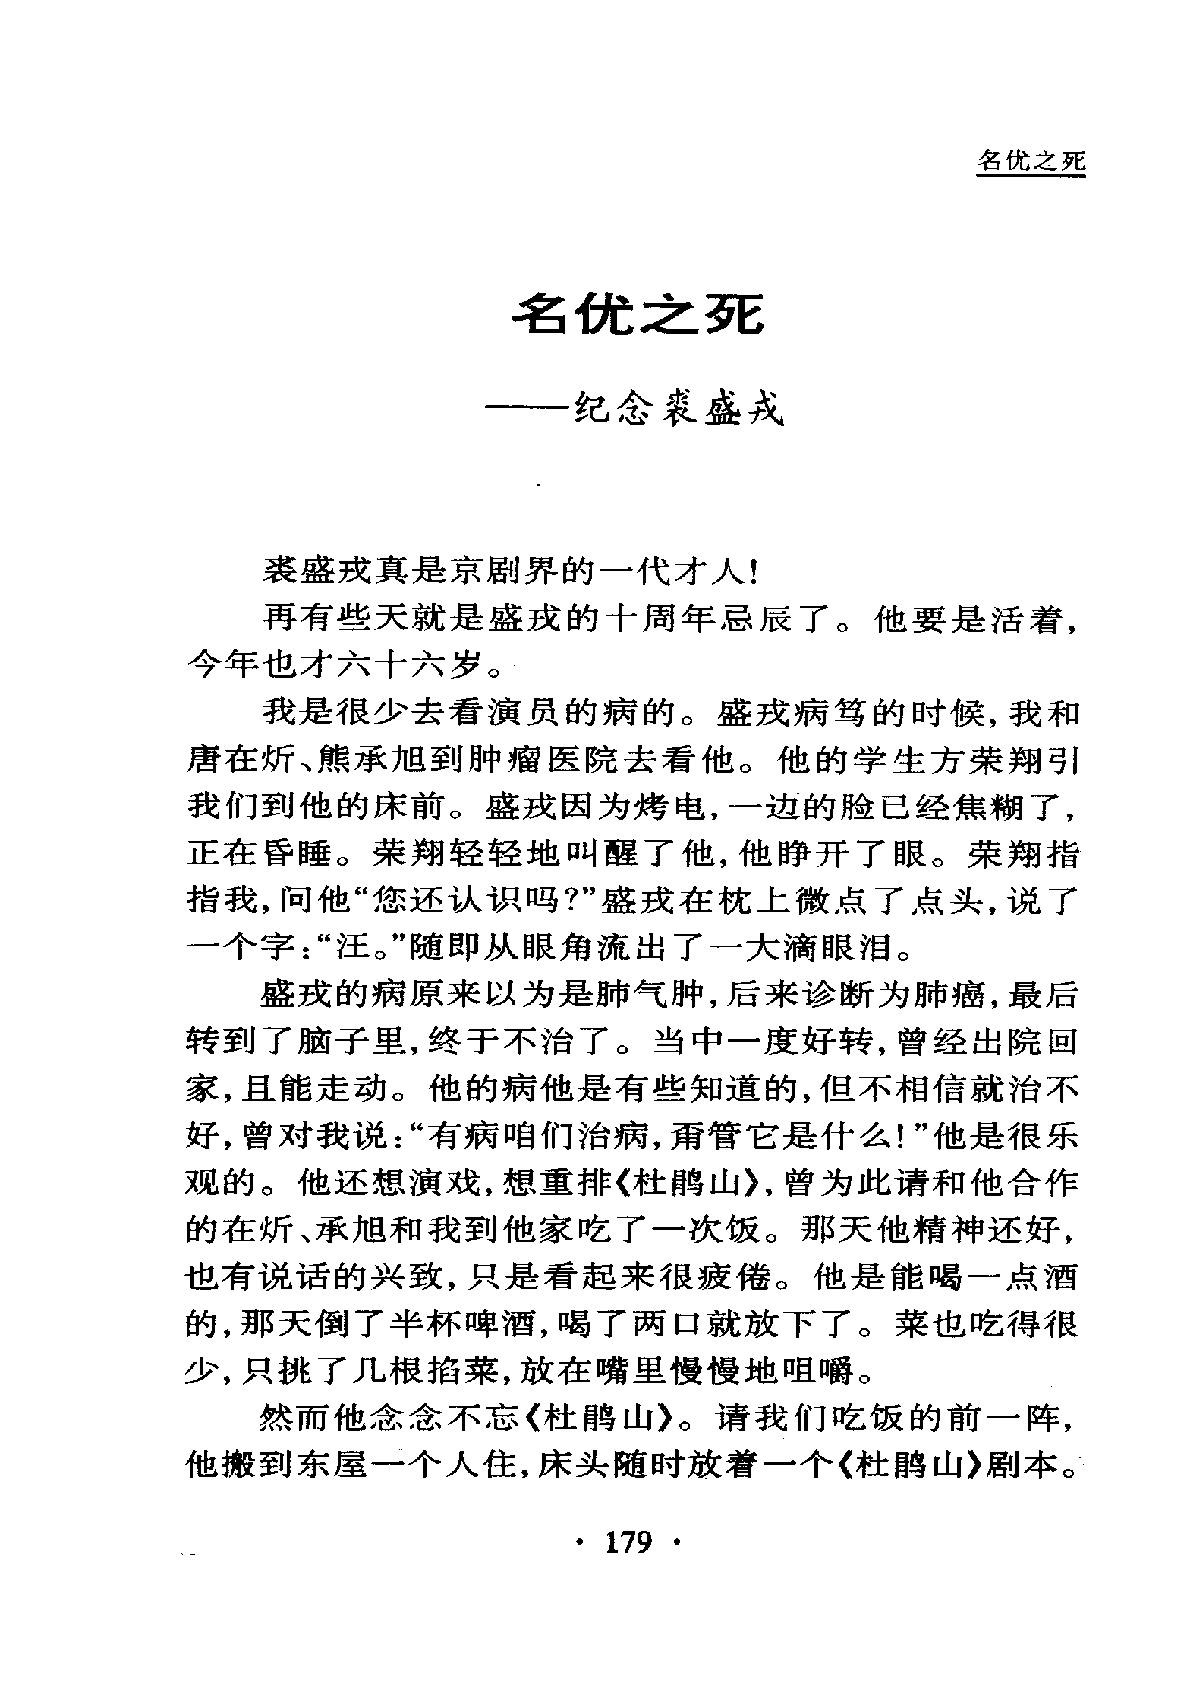 名优之死
名优之死
——纪念裘盛戎
裘盛戎真是京剧界的一代才人!
再有些天就是盛戎的十周年忌辰了。他要是活着,
今年也才六十六岁。
我是很少去看演员的病的。盛戎病笃的时候,我和
唐在炘、熊承旭到肿瘤医院去看他。他的学生方荣翔引
我们到他的床前。盛戎因为烤电,一边的脸已经焦糊了,
正在昏睡。荣翔轻轻地叫醒了他,他睁开了眼。荣翔指
指我,问他“您还认识吗?”盛戎在枕上微点了点头,说了
一个字:“汪。”随即从眼角流出了一大滴眼泪。
盛戎的病原来以为是肺气肿,后来诊断为肺癌,最后
转到了脑子里,终于不治了。当中一度好转,曾经出院回
家,且能走动。他的病他是有些知道的,但不相信就治不
好,曾对我说:“有病咱们治病,甭管它是什么!”他是很乐
观的。他还想演戏,想重排《杜鹃山》,曾为此请和他合作
的在炘、承旭和我到他家吃了一次饭。那天他精神还好,
也有说话的兴致,只是看起来很疲倦。他是能喝一点酒
的,那天倒了半杯啤酒,喝了两口就放下了。菜也吃得很
少,只挑了几根掐菜,放在嘴里慢慢地咀嚼。
然而他念念不忘《杜鹃山》。请我们吃饭的前一阵,
他搬到东屋一个人住,床头随时放着一个《杜鹃山》剧本。
· 179 ·